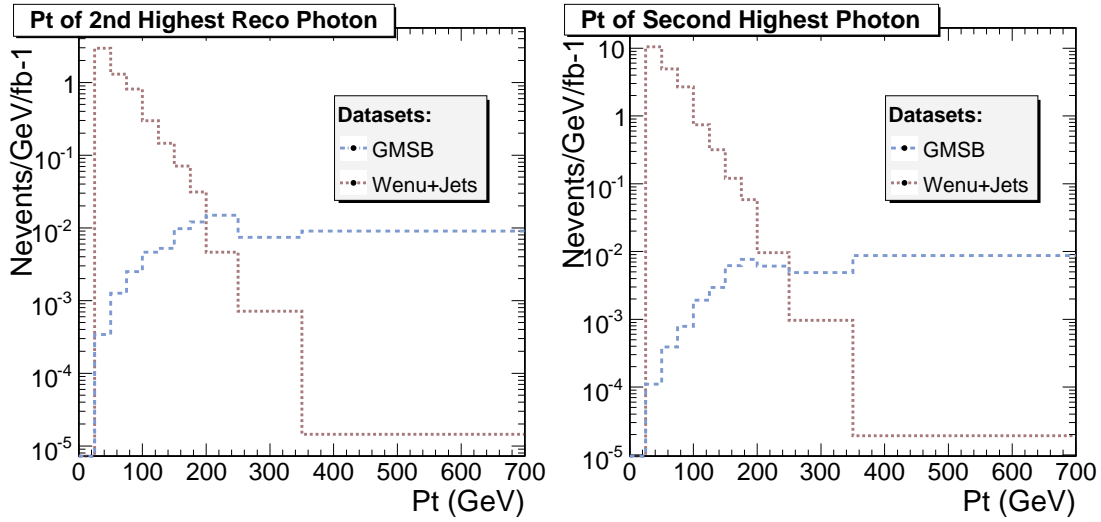 Pt of 2nd Highest Reco Photon
Nevents/GeV/fb-1
1
10^-1
10^-2
10^-3
10^-4
10^-5
0 100 200 300 400 500 600 700
Pt (GeV)
Datasets:
GMSB
Wenu+Jets
Pt of Second Highest Photon
Nevents/GeV/fb-1
10
1
10^-1
10^-2
10^-3
10^-4
10^-5
0 100 200 300 400 500 600 700
Pt (GeV)
Datasets:
GMSB
Wenu+Jets